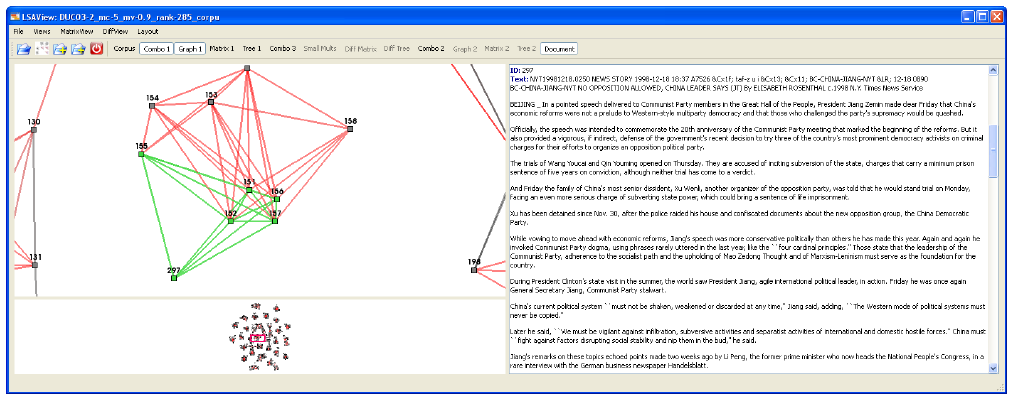 LSAView: DUC03-2_mc-5_mv-0.9_rank-285_corpu
File Views MatrixView DiffView Layout
Corpus Combo 1 Graph 1 Matrix 1 Tree 1 Combo 3 Small Mults Diff Matrix Diff Tree Combo 2 Graph 2 Matrix 2 Tree 2 Document
154
153
158
130
155
151
156
152
157
131
297
198
ID: 297
Text: NYT19981218.0250 NEWS STORY 1998-12-18 18:37 A7526 &Cx1f; taf-z u i &Cx13; &Cx11; BC-CHINA-JIANG-NYT &LR; 12-18 0890
BC-CHINA-JIANG-NYT NO OPPOSITION ALLOWED, CHINA LEADER SAYS (JT) By ELISABETH ROSENTHAL c.1998 N.Y. Times News Service
BEIJING _ In a pointed speech delivered to Communist Party members in the Great Hall of the People, President Jiang Zemin made clear Friday that China's
economic reforms were not a prelude to Western-style multiparty democracy and that those who challenged the party's supremacy would be quashed.
Officially, the speech was intended to commemorate the 20th anniversary of the Communist Party meeting that marked the beginning of the reforms. But it
also provided a vigorous, if indirect, defense of the government's recent decision to try three of the country's most prominent democracy activists on criminal
charges for their efforts to organize an opposition political party.
The trials of Wang Youcai and Qin Youming opened on Thursday. They are accused of inciting subversion of the state, charges that carry a minimum prison
sentence of five years on conviction, although neither trial has come to a verdict.
And Friday the family of China's most senior dissident, Xu Wenli, another organizer of the opposition party, was told that he would stand trial on Monday,
facing an even more serious charge of subverting state power, which could bring a sentence of life imprisonment.
Xu has been detained since Nov. 30, after the police raided his house and confiscated documents about the new opposition group, the China Democratic
Party.
While vowing to move ahead with economic reforms, Jiang's speech was more conservative politically than others he has made this year. Again and again he
invoked Communist Party dogma, using phrases rarely uttered in the last year, like the ``four cardinal principles.'' Those state that the leadership of the
Communist Party, adherence to the socialist path and the upholding of Mao Zedong Thought and of Marxism-Leninism must serve as the foundation for the
country.
During President Clinton's state visit in the summer, the world saw President Jiang, agile international political leader, in action. Friday he was once again
General Secretary Jiang, Communist Party stalwart.
China's current political system ``must not be shaken, weakened or discarded at any time,'' Jiang said, adding, ``The Western mode of political systems must
never be copied.''
Later he said, ``We must be vigilant against infiltration, subversive activities and separatist activities of international and domestic hostile forces.'' China must
``fight against factors disrupting social stability and nip them in the bud,'' he said.
Jiang's remarks on these topics echoed points made two weeks ago by Li Peng, the former prime minister who now heads the National People's Congress, in a
rare interview with the German business newspaper Handelsblatt.